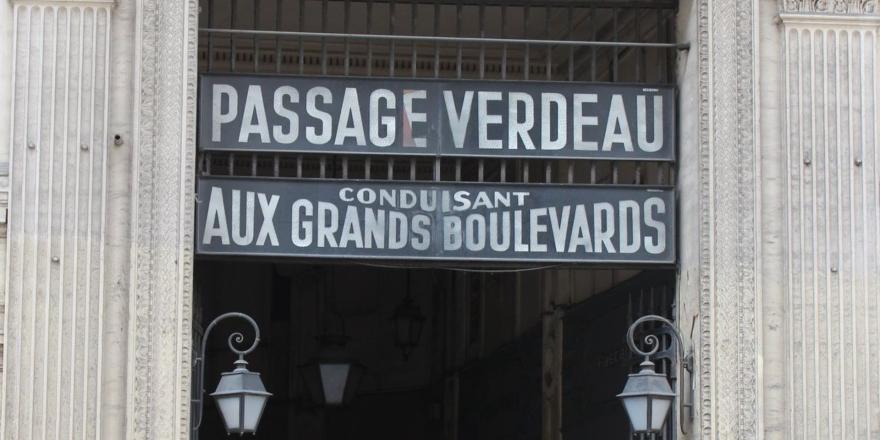 PASSAGE VERDEAU
CONDUISANT
AUX GRANDS BOULEVARDS